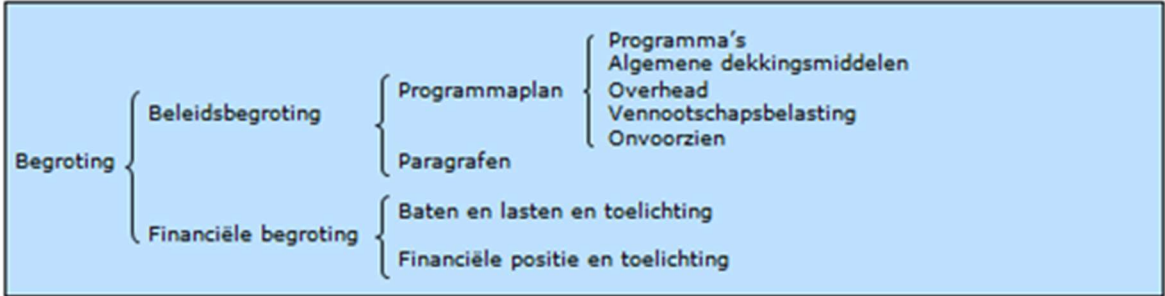 Begroting
Beleidsbegroting
Programmaplan
Programma's
Algemene dekkingsmiddelen
Overhead
Vennootschapsbelasting
Onvoorzien
Paragrafen
Financiële begroting
Baten en lasten en toelichting
Financiële positie en toelichting